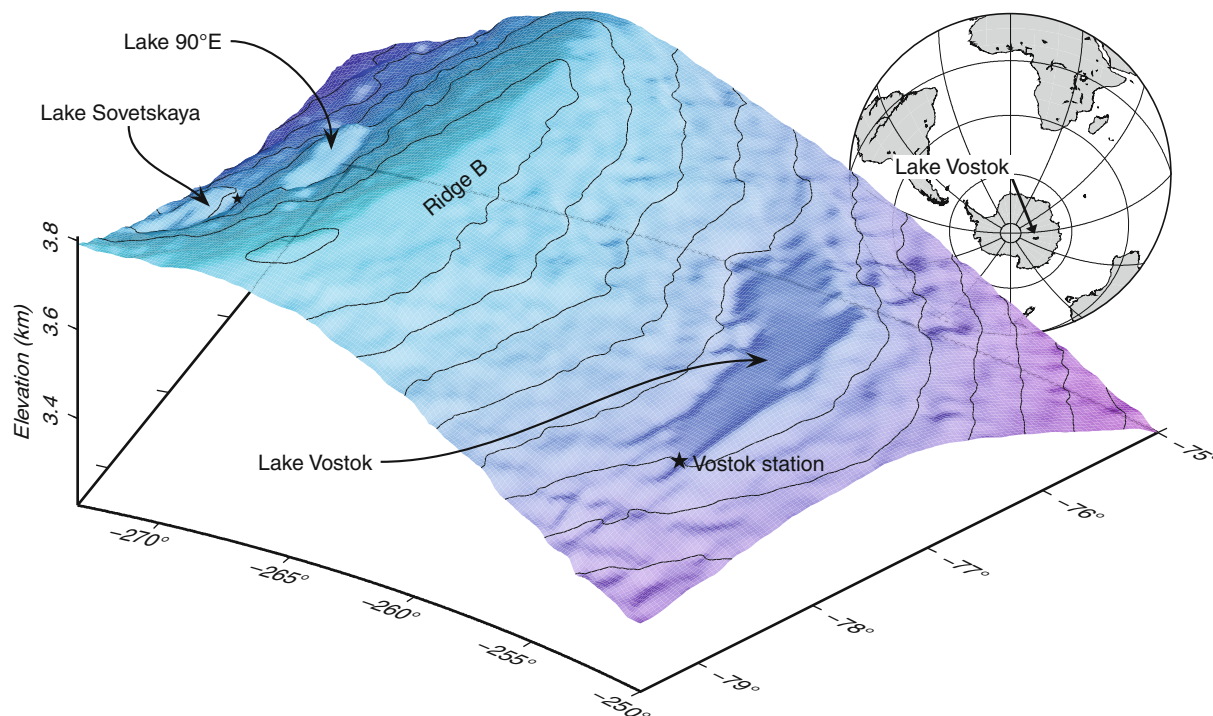 Lake 90°E
Lake Sovetskaya
Lake Vostok
Ridge B
3.8
3.6
3.4
Elevation (km)
Lake Vostok
Vostok station
−75°
−76°
−77°
−78°
−79°
−270°
−265°
−260°
−255°
−250°